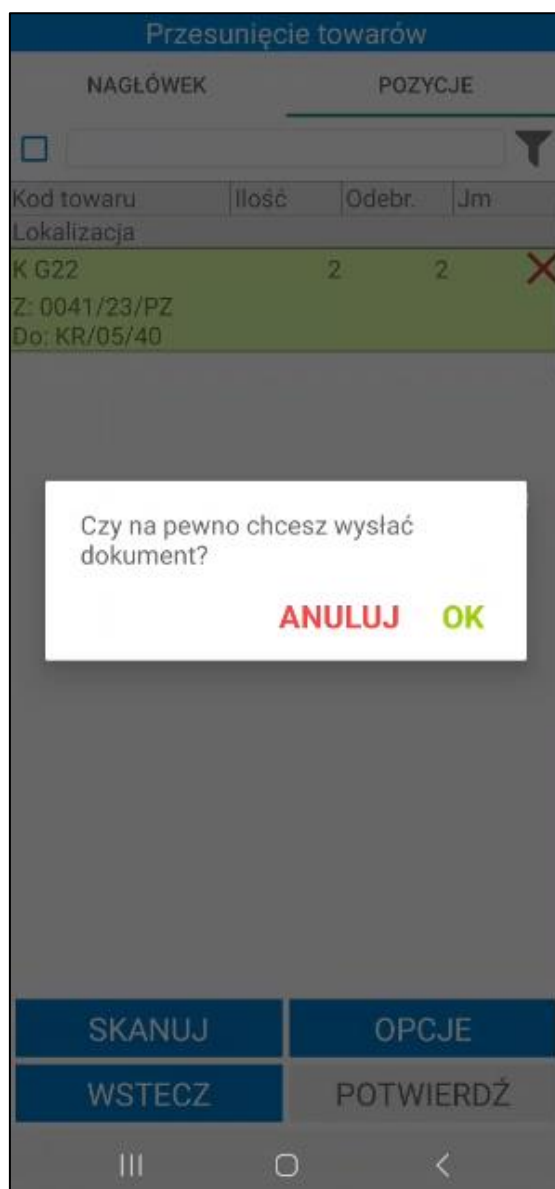 Przesunięcie towarów
NAGŁÓWEK POZYCJE
Kod towaru Ilość Odebr. Jm
Lokalizacja
K G22 2 2
Z: 0041/23/PZ
Do: KR/05/40
Czy na pewno chcesz wysłać
dokument?
ANULUJ OK
SKANUJ OPCJE
WSTECZ POTWIERDŹ